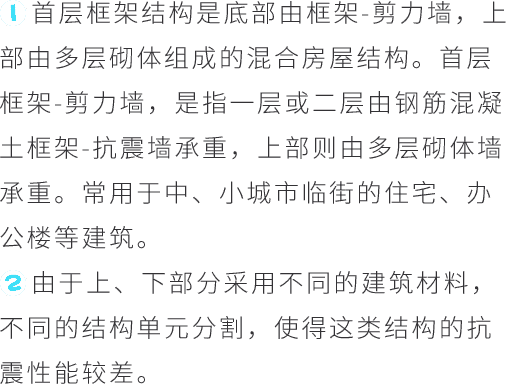 1 首层框架结构是底部由框架-剪力墙，上
部由多层砌体组成的混合房屋结构。首层
框架-剪力墙，是指一层或二层由钢筋混凝
土框架-抗震墙承重，上部则由多层砌体墙
承重。常用于中、小城市临街的住宅、办
公楼等建筑。
2 由于上、下部分采用不同的建筑材料，
不同的结构单元分割，使得这类结构的抗
震性能较差。